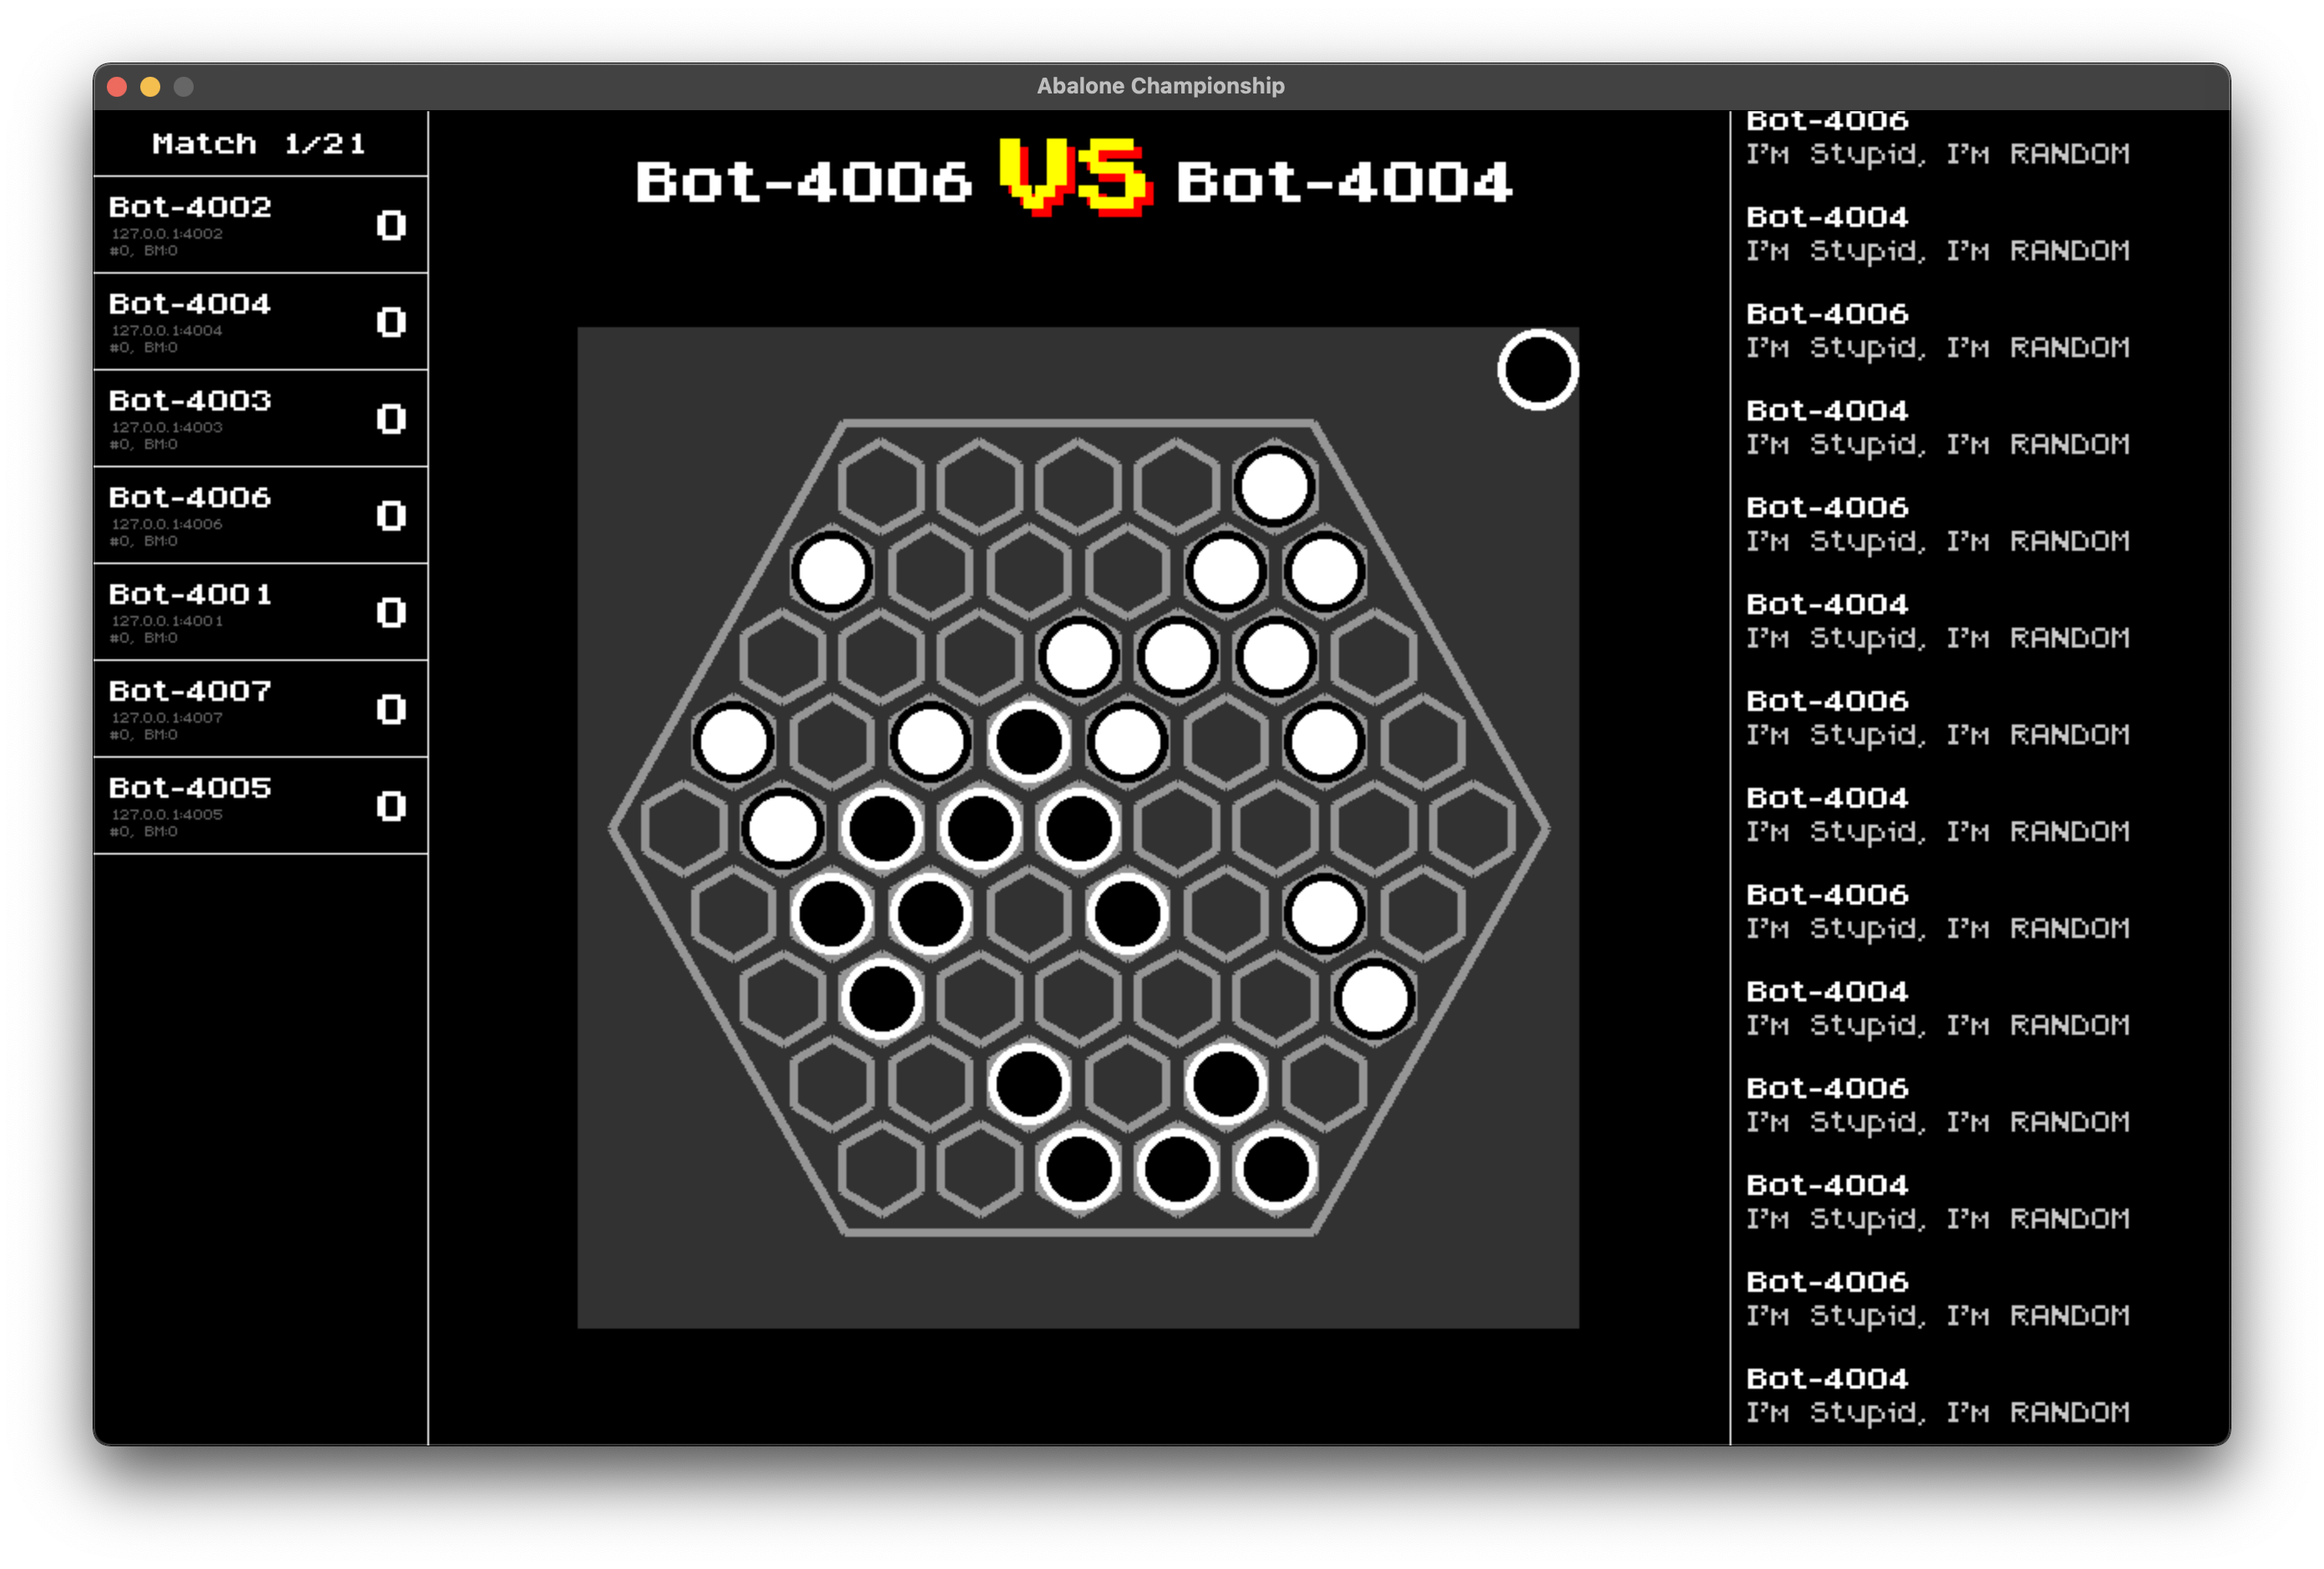 Abalone Championship
Match 1/21
Bot-4002
0
127.0.0.1:4002
#0, BM:0
Bot-4004
0
127.0.0.1:4004
#0, BM:0
Bot-4003
0
127.0.0.1:4003
#0, BM:0
Bot-4006
0
127.0.0.1:4006
#0, BM:0
Bot-4001
0
127.0.0.1:4001
#0, BM:0
Bot-4007
0
127.0.0.1:4007
#0, BM:0
Bot-4005
0
127.0.0.1:4005
#0, BM:0
Bot-4006 VS Bot-4004
Bot-4006
I'm Stupid, I'm RANDOM
Bot-4004
I'm Stupid, I'm RANDOM
Bot-4006
I'm Stupid, I'm RANDOM
Bot-4004
I'm Stupid, I'm RANDOM
Bot-4006
I'm Stupid, I'm RANDOM
Bot-4004
I'm Stupid, I'm RANDOM
Bot-4006
I'm Stupid, I'm RANDOM
Bot-4004
I'm Stupid, I'm RANDOM
Bot-4006
I'm Stupid, I'm RANDOM
Bot-4004
I'm Stupid, I'm RANDOM
Bot-4006
I'm Stupid, I'm RANDOM
Bot-4004
I'm Stupid, I'm RANDOM
Bot-4006
I'm Stupid, I'm RANDOM
Bot-4004
I'm Stupid, I'm RANDOM